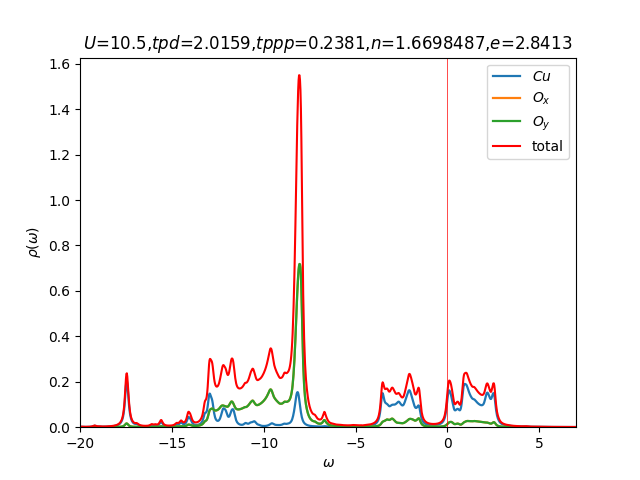 U=10.5,tpd=2.0159,tppp=0.2381,n=1.6698487,e=2.8413
1.6
1.4
1.2
1.0
0.8
0.6
0.4
0.2
0.0
ρ(ω)
−20
−15
−10
−5
0
5
ω
Cu
Oₓ
O_y
total